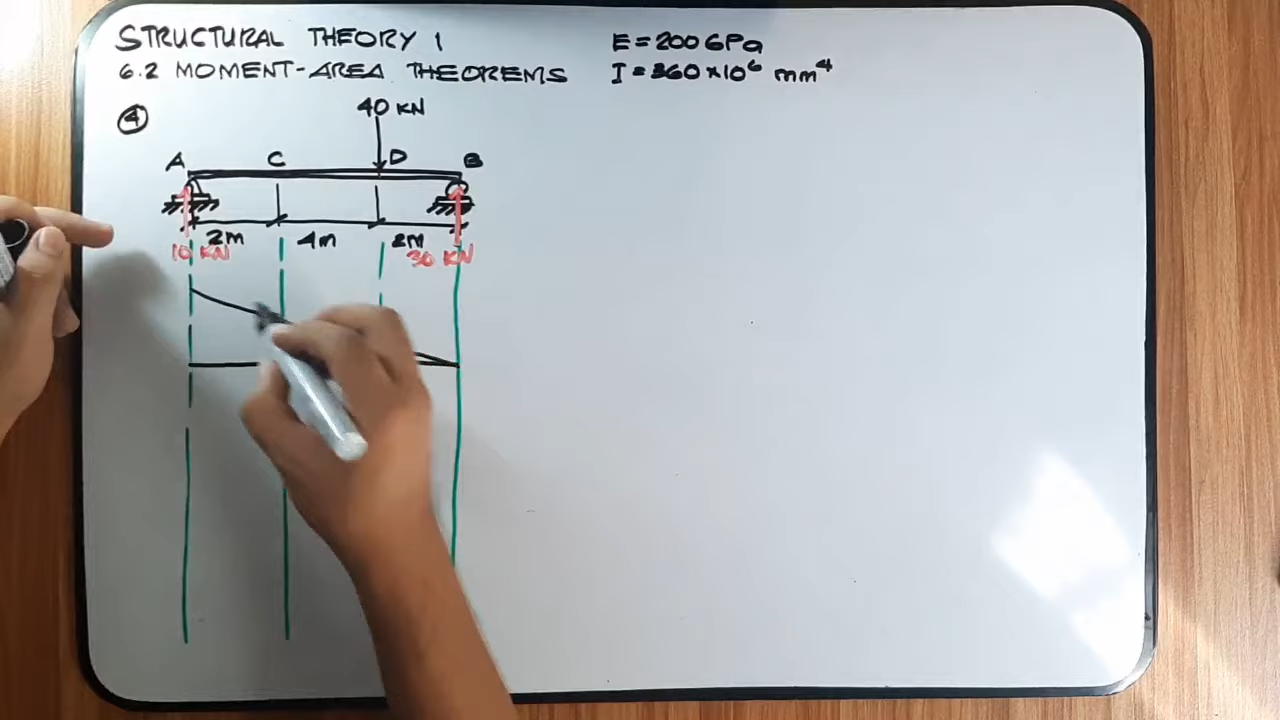 STRUCTURAL THEORY 1
6.2 MOMENT-AREA THEOREMS
E = 200 GPa
I = 360 × 10⁶ mm⁴
4
40 KN
A C D B
2m 4m 2m
10 KN 30 KN